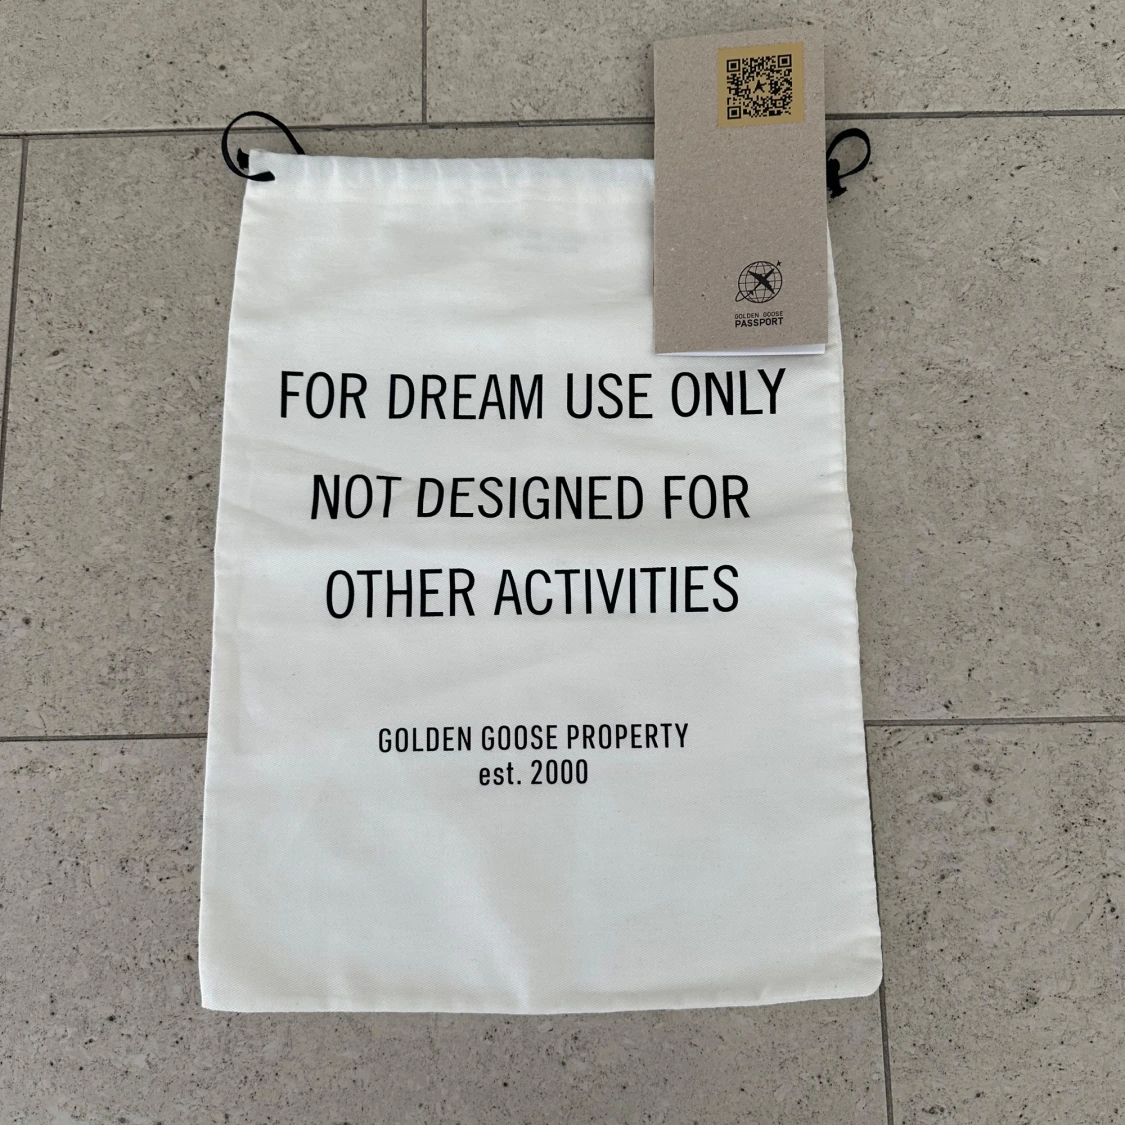 GOLDEN GOOSE
PASSPORT
FOR DREAM USE ONLY
NOT DESIGNED FOR
OTHER ACTIVITIES
GOLDEN GOOSE PROPERTY
est. 2000